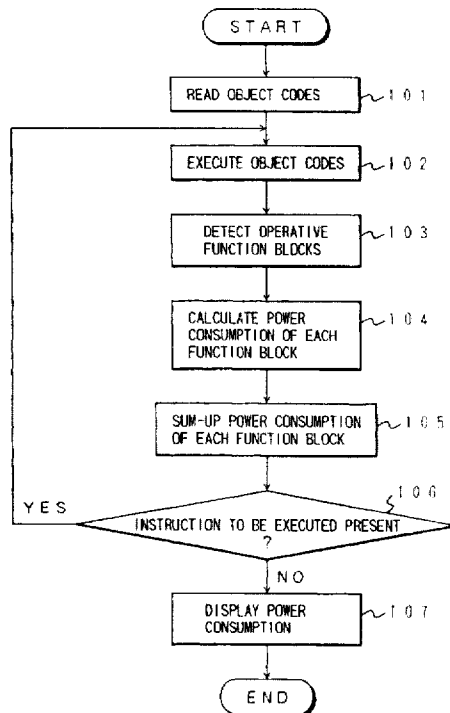 START
READ OBJECT CODES
101
EXECUTE OBJECT CODES
102
DETECT OPERATIVE
FUNCTION BLOCKS
103
CALCULATE POWER
CONSUMPTION OF EACH
FUNCTION BLOCK
104
SUM-UP POWER CONSUMPTION
OF EACH FUNCTION BLOCK
105
106
YES
INSTRUCTION TO BE EXECUTED PRESENT
?
NO
DISPLAY POWER
CONSUMPTION
107
END